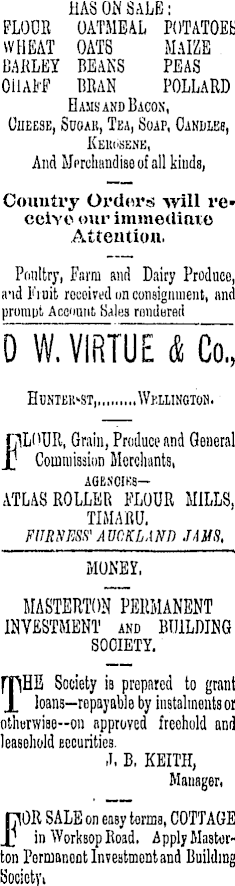 HAS ON SALE:
FLOUR OATMEAL POTATOES
WHEAT OATS MAIZE
BARLEY BEANS PEAS
CHAFF BRAN POLLARD
HAMS AND BACON,
CHEESE, SUGAR, TEA, SOAP, CANDLES,
KEROSENE,
And Merchandise of all kinds,
Country Orders will re-
ceive our immediate
Attention.
Poultry, Farm and Dairy Produce,
and Fruit received on consignment, and
prompt Account Sales rendered
D W. VIRTUE & Co.,
HUNTER-ST,.........WELLINGTON.
FLOUR, Grain, Produce and General
Commission Merchants,
AGENCIES—
ATLAS ROLLER FLOUR MILLS,
TIMARU.
FURNESS' AUCKLAND JAMS.
MONEY.
MASTERTON PERMANENT
INVESTMENT AND BUILDING
SOCIETY.
THE Society is prepared to grant
loans—repayable by instalments or
otherwise--on approved freehold and
leasehold securities.
J. B. KEITH,
Manager.
FOR SALE on easy terms, COTTAGE
in Worksop Road. Apply Master-
ton Permanent Investment and Building
Society.